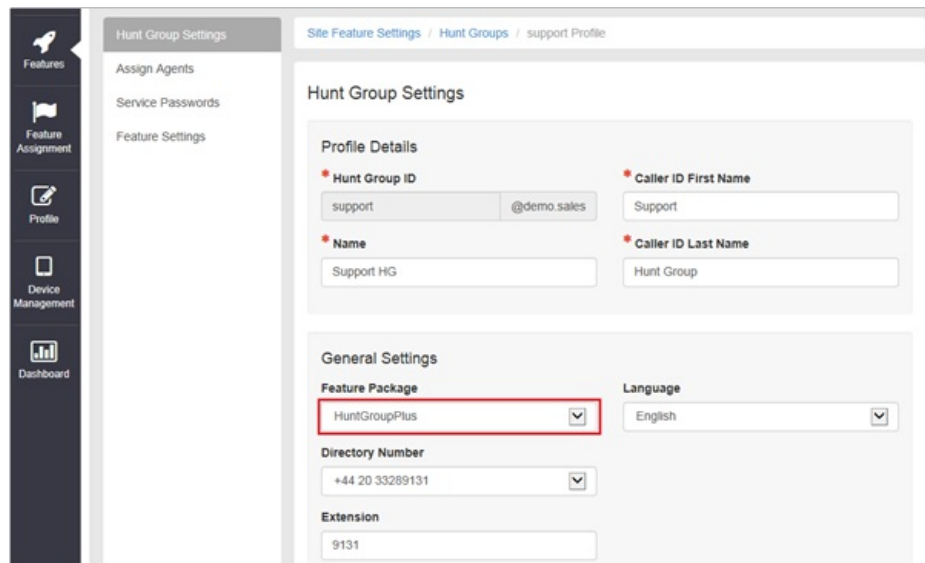 Features
Feature
Assignment
Profile
Device
Management
Dashboard
Hunt Group Settings
Assign Agents
Service Passwords
Feature Settings
Site Feature Settings / Hunt Groups / support Profile
Hunt Group Settings
Profile Details
* Hunt Group ID
support @demo.sales
* Caller ID First Name
Support
* Name
Support HG
* Caller ID Last Name
Hunt Group
General Settings
Feature Package
HuntGroupPlus
Language
English
Directory Number
+44 20 33289131
Extension
9131